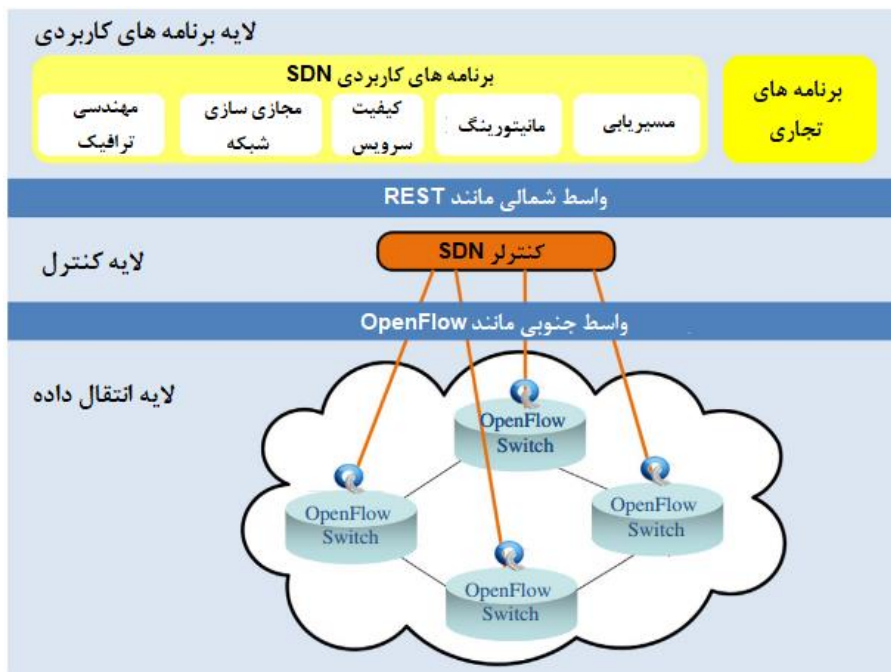 لایه برنامه های کاربردی
برنامه های کاربردی SDN
برنامه های
تجاری
مسیریابی
مانیتورینگ
کیفیت
سرویس
مجازی سازی
شبکه
مهندسی
ترافیک
واسط شمالی مانند REST
لایه کنترل
کنترلر SDN
واسط جنوبی مانند OpenFlow
لایه انتقال داده
OpenFlow
Switch
OpenFlow
Switch
OpenFlow
Switch
OpenFlow
Switch